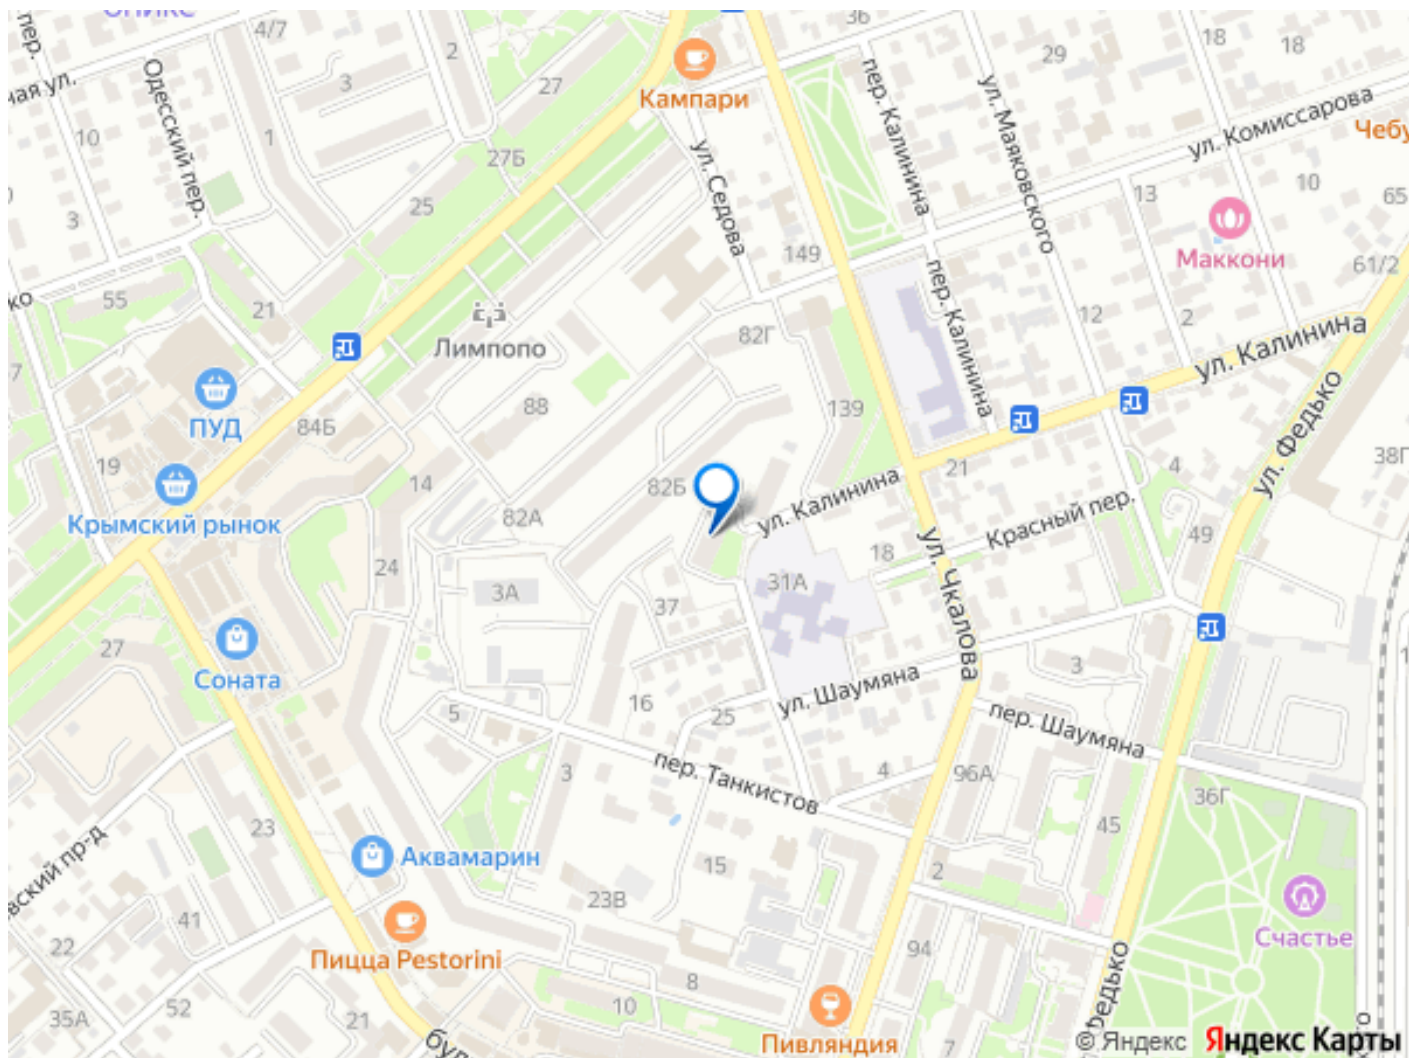 ОНИКС
4/7
2
36
Кампари
27
29
18
18
пер.
ная ул.
3
Одесский пер.
10
1
27Б
ул. Седова
пер. Калинина
ул. Маяковского
ул. Комиссарова
Чебу
25
13
10
65
3
149
Маккони
61/2
ко
55
21
82Г
пер. Калинина
12
2
ул. Калинина
Лимпопо
7
ПУД
84Б
88
139
19
14
82Б
21
4
ул. Федько
38Г
Крымский рынок
82А
ул. Калинина
Красный пер.
49
24
3А
18
ул. Чкалова
31А
37
27
Соната
3
16
25
ул. Шаумяна
5
пер. Шаумяна
пер. Танкистов
3
4
96А
36Г
23
45
вский пр-д
Аквамарин
15
2
23В
41
22
Пицца Pestorini
94
Счастье
8
52
10
35А
21
бул
Пивляндия
7
Федько
го
© Яндекс Яндекс Карты